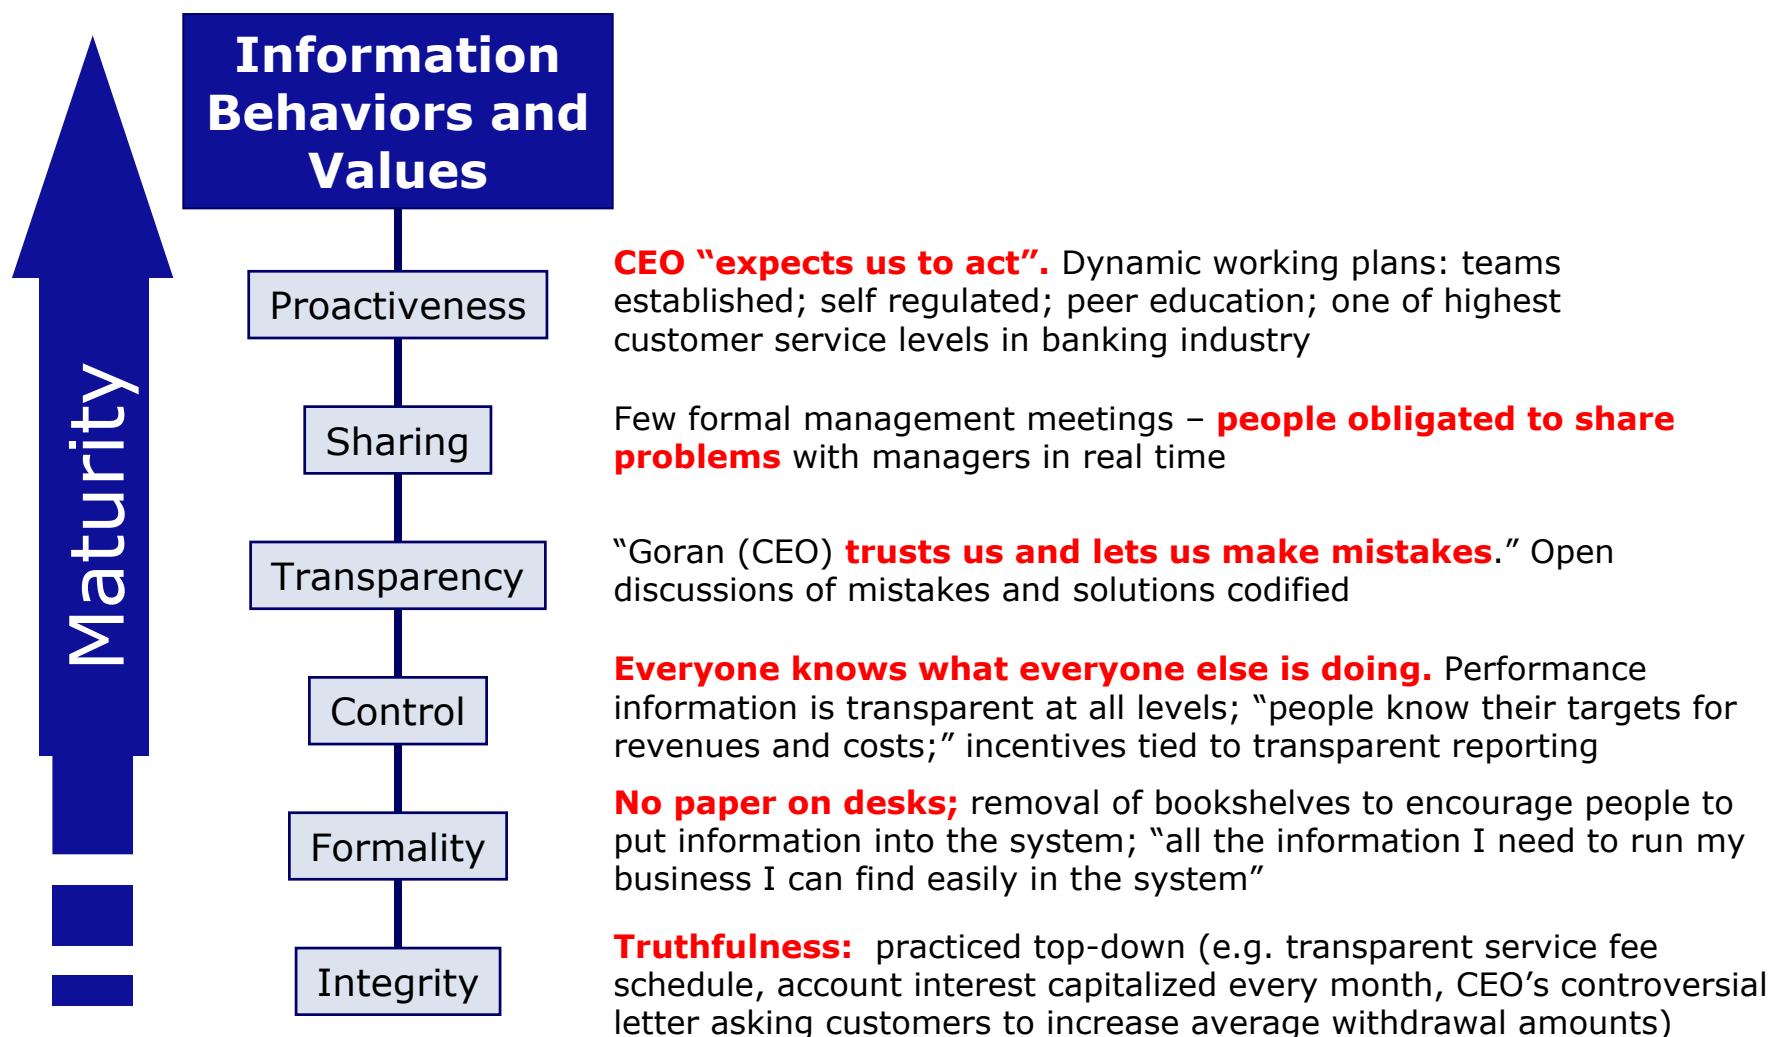 Information
Behaviors and
Values
Maturity
Proactiveness
CEO “expects us to act”. Dynamic working plans: teams
established; self regulated; peer education; one of highest
customer service levels in banking industry
Sharing
Few formal management meetings – people obligated to share
problems with managers in real time
Transparency
“Goran (CEO) trusts us and lets us make mistakes.” Open
discussions of mistakes and solutions codified
Control
Everyone knows what everyone else is doing. Performance
information is transparent at all levels; “people know their targets for
revenues and costs;” incentives tied to transparent reporting
Formality
No paper on desks; removal of bookshelves to encourage people to
put information into the system; “all the information I need to run my
business I can find easily in the system”
Integrity
Truthfulness: practiced top-down (e.g. transparent service fee
schedule, account interest capitalized every month, CEO’s controversial
letter asking customers to increase average withdrawal amounts)